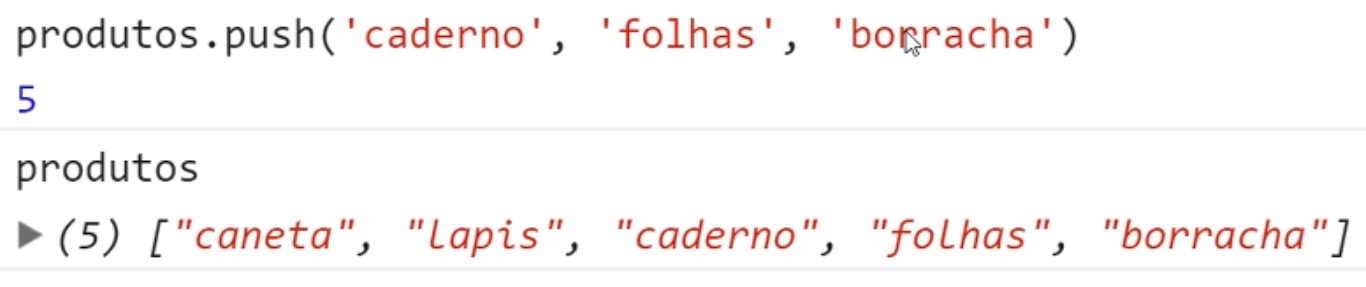 produtos.push('caderno', 'folhas', 'borracha')
5
produtos
(5) ["caneta", "lapis", "caderno", "folhas", "borracha"]